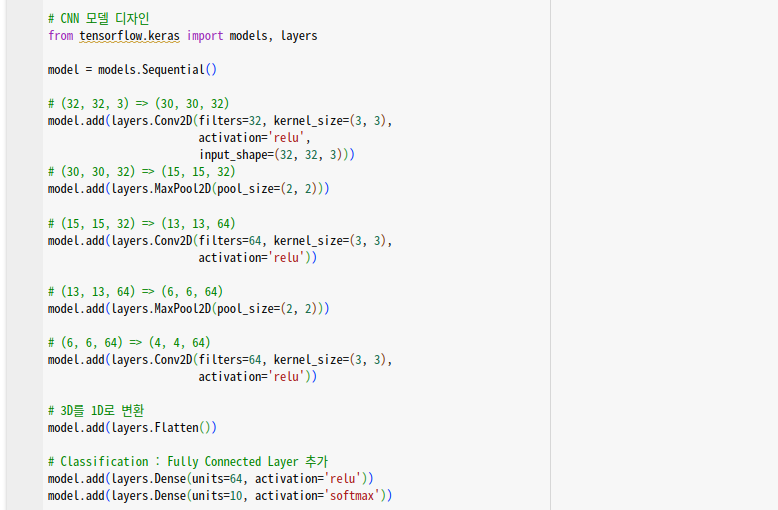 # CNN 모델 디자인
from tensorflow.keras import models, layers
model = models.Sequential()
# (32, 32, 3) => (30, 30, 32)
model.add(layers.Conv2D(filters=32, kernel_size=(3, 3),
activation='relu',
input_shape=(32, 32, 3)))
# (30, 30, 32) => (15, 15, 32)
model.add(layers.MaxPool2D(pool_size=(2, 2)))
# (15, 15, 32) => (13, 13, 64)
model.add(layers.Conv2D(filters=64, kernel_size=(3, 3),
activation='relu'))
# (13, 13, 64) => (6, 6, 64)
model.add(layers.MaxPool2D(pool_size=(2, 2)))
# (6, 6, 64) => (4, 4, 64)
model.add(layers.Conv2D(filters=64, kernel_size=(3, 3),
activation='relu'))
# 3D를 1D로 변환
model.add(layers.Flatten())
# Classification : Fully Connected Layer 추가
model.add(layers.Dense(units=64, activation='relu'))
model.add(layers.Dense(units=10, activation='softmax'))